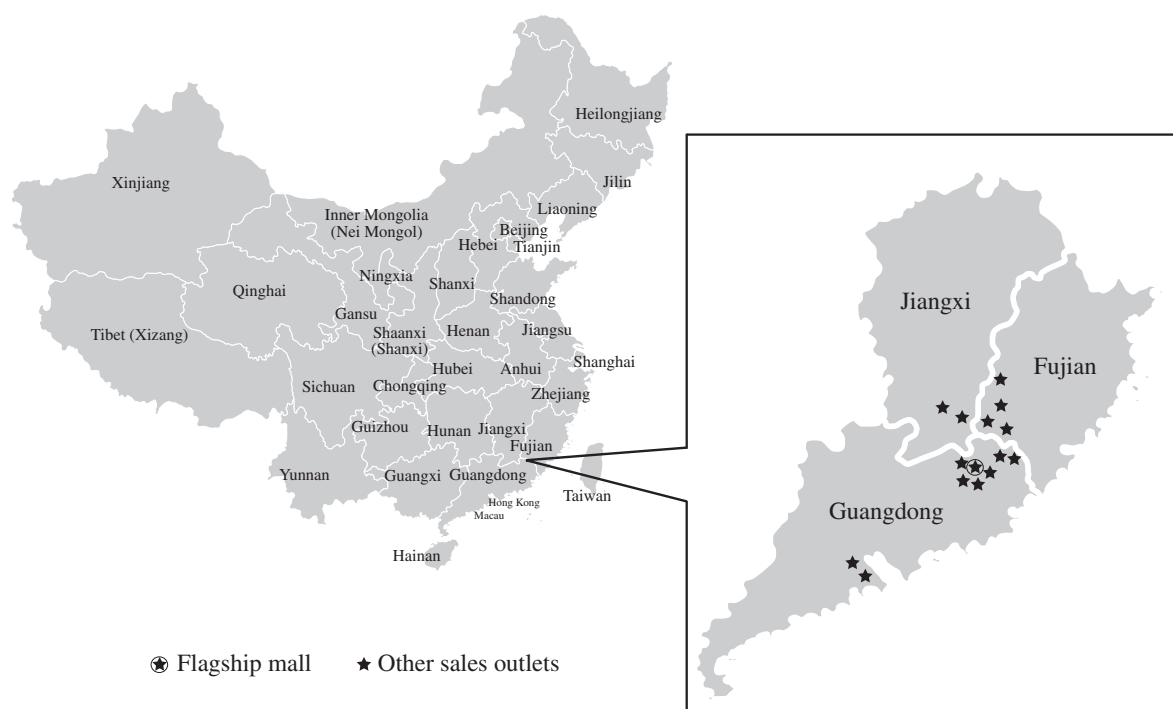 Heilongjiang
Xinjiang
Jilin
Inner Mongolia
(Nei Mongol)
Liaoning
Beijing
Hebei
Tianjin
Ningxia
Shanxi
Qinghai
Shandong
Gansu
Tibet (Xizang)
Shaanxi
(Shanxi)
Henan
Jiangsu
Shanghai
Hubei
Anhui
Sichuan
Chongqing
Zhejiang
Guizhou
Hunan
Jiangxi
Fujian
Yunnan
Guangxi
Guangdong
Taiwan
Hong Kong
Macau
Hainan
Jiangxi
Fujian
Guangdong
Flagship mall
Other sales outlets